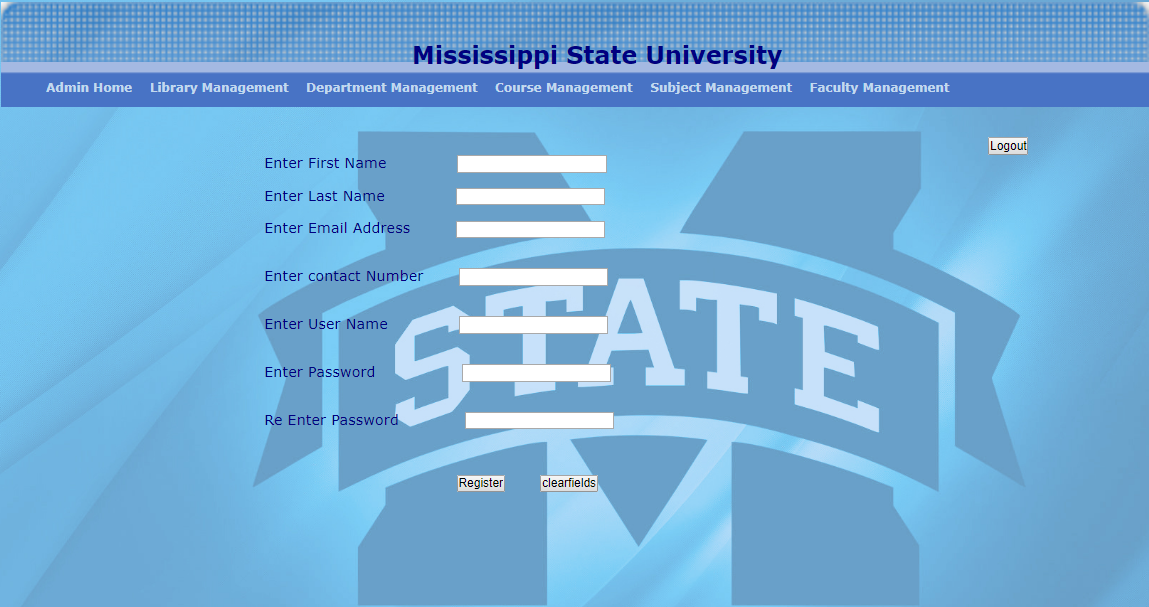 Mississippi State University
Admin Home Library Management Department Management Course Management Subject Management Faculty Management
Logout
Enter First Name
Enter Last Name
Enter Email Address
Enter contact Number
Enter User Name
Enter Password
Re Enter Password
STATE
Register clearfields